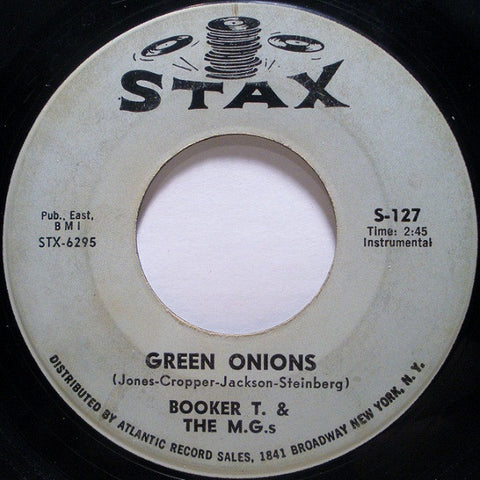 STAX
Pub., East,
BMI
STX-6295
S-127
Time: 2:45
Instrumental
GREEN ONIONS
(Jones-Cropper-Jackson-Steinberg)
BOOKER T. &
THE M.G.s
DISTRIBUTED BY ATLANTIC RECORD SALES, 1841 BROADWAY NEW YORK, N. Y.